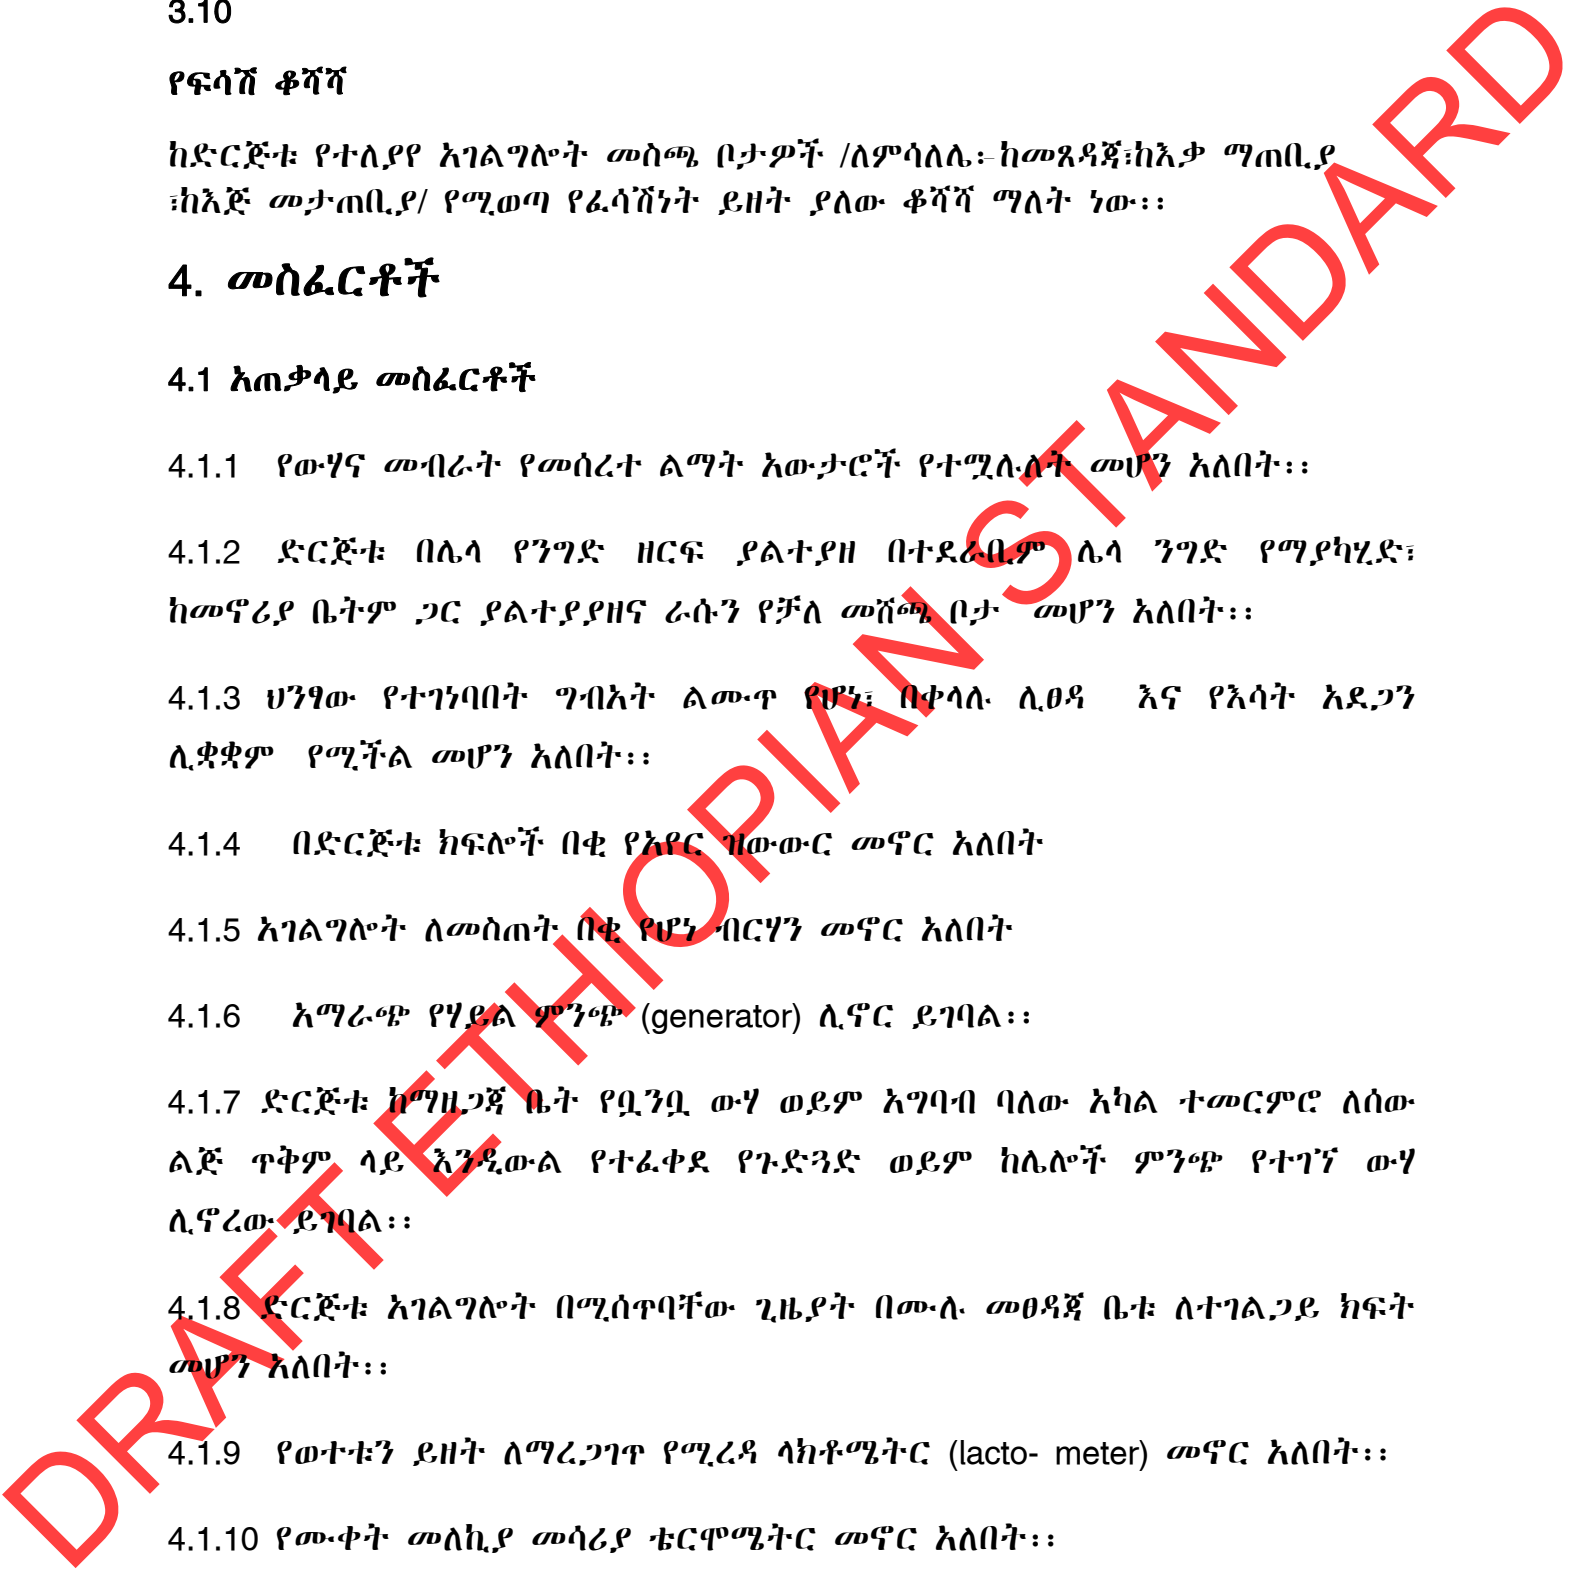 3.10
የፍሳሽ ቆሻሻ
ከድርጅቱ የተለያየ አገልግሎት መስጫ ቦታዎች /ለምሳለሌ፡-ከመጸዳጃ፣ከእቃ ማጠቢያ
፣ከእጅ መታጠቢያ/ የሚወጣ የፈሳሽነት ይዘት ያለው ቆሻሻ ማለት ነው፡፡
4. መስፈርቶች
4.1 አጠቃላይ መስፈርቶች
4.1.1 የውሃና መብራት የመሰረተ ልማት አውታሮች የተሟሉለት መሆን አለበት፡፡
4.1.2 ድርጅቱ በሌላ የንግድ ዘርፍ ያልተያዘ በተደራቢም ሌላ ንግድ የማያካሂድ፣
ከመኖሪያ ቤትም ጋር ያልተያያዘና ራሱን የቻለ መሸጫ ቦታ መሆን አለበት፡፡
4.1.3 ህንፃው የተገነባበት ግብአት ልሙጥ የሆነ፣ በቀላሉ ሊፀዳ እና የእሳት አደጋን
ሊቋቋም የሚችል መሆን አለበት፡፡
4.1.4 በድርጅቱ ክፍሎች በቂ የአየር ዝውውር መኖር አለበት
4.1.5 አገልግሎት ለመስጠት በቂ የሆነ ብርሃን መኖር አለበት
4.1.6 አማራጭ የሃይል ምንጭ (generator) ሊኖር ይገባል፡፡
4.1.7 ድርጅቱ ከማዘጋጃ ቤት የቧንቧ ውሃ ወይም አግባብ ባለው አካል ተመርምሮ ለሰው
ልጅ ጥቅም ላይ እንዲውል የተፈቀደ የጉድጓድ ወይም ከሌሎች ምንጭ የተገኘ ውሃ
ሊኖረው ይገባል፡፡
4.1.8 ድርጅቱ አገልግሎት በሚሰጥባቸው ጊዜያት በሙሉ መፀዳጃ ቤቱ ለተገልጋይ ክፍት
መሆን አለበት፡፡
4.1.9 የወተቱን ይዘት ለማረጋገጥ የሚረዳ ላክቶሜትር (lacto- meter) መኖር አለበት፡፡
4.1.10 የሙቀት መለኪያ መሳሪያ ቴርሞሜትር መኖር አለበት፡፡
DRAFT ETHIOPIAN STANDARD